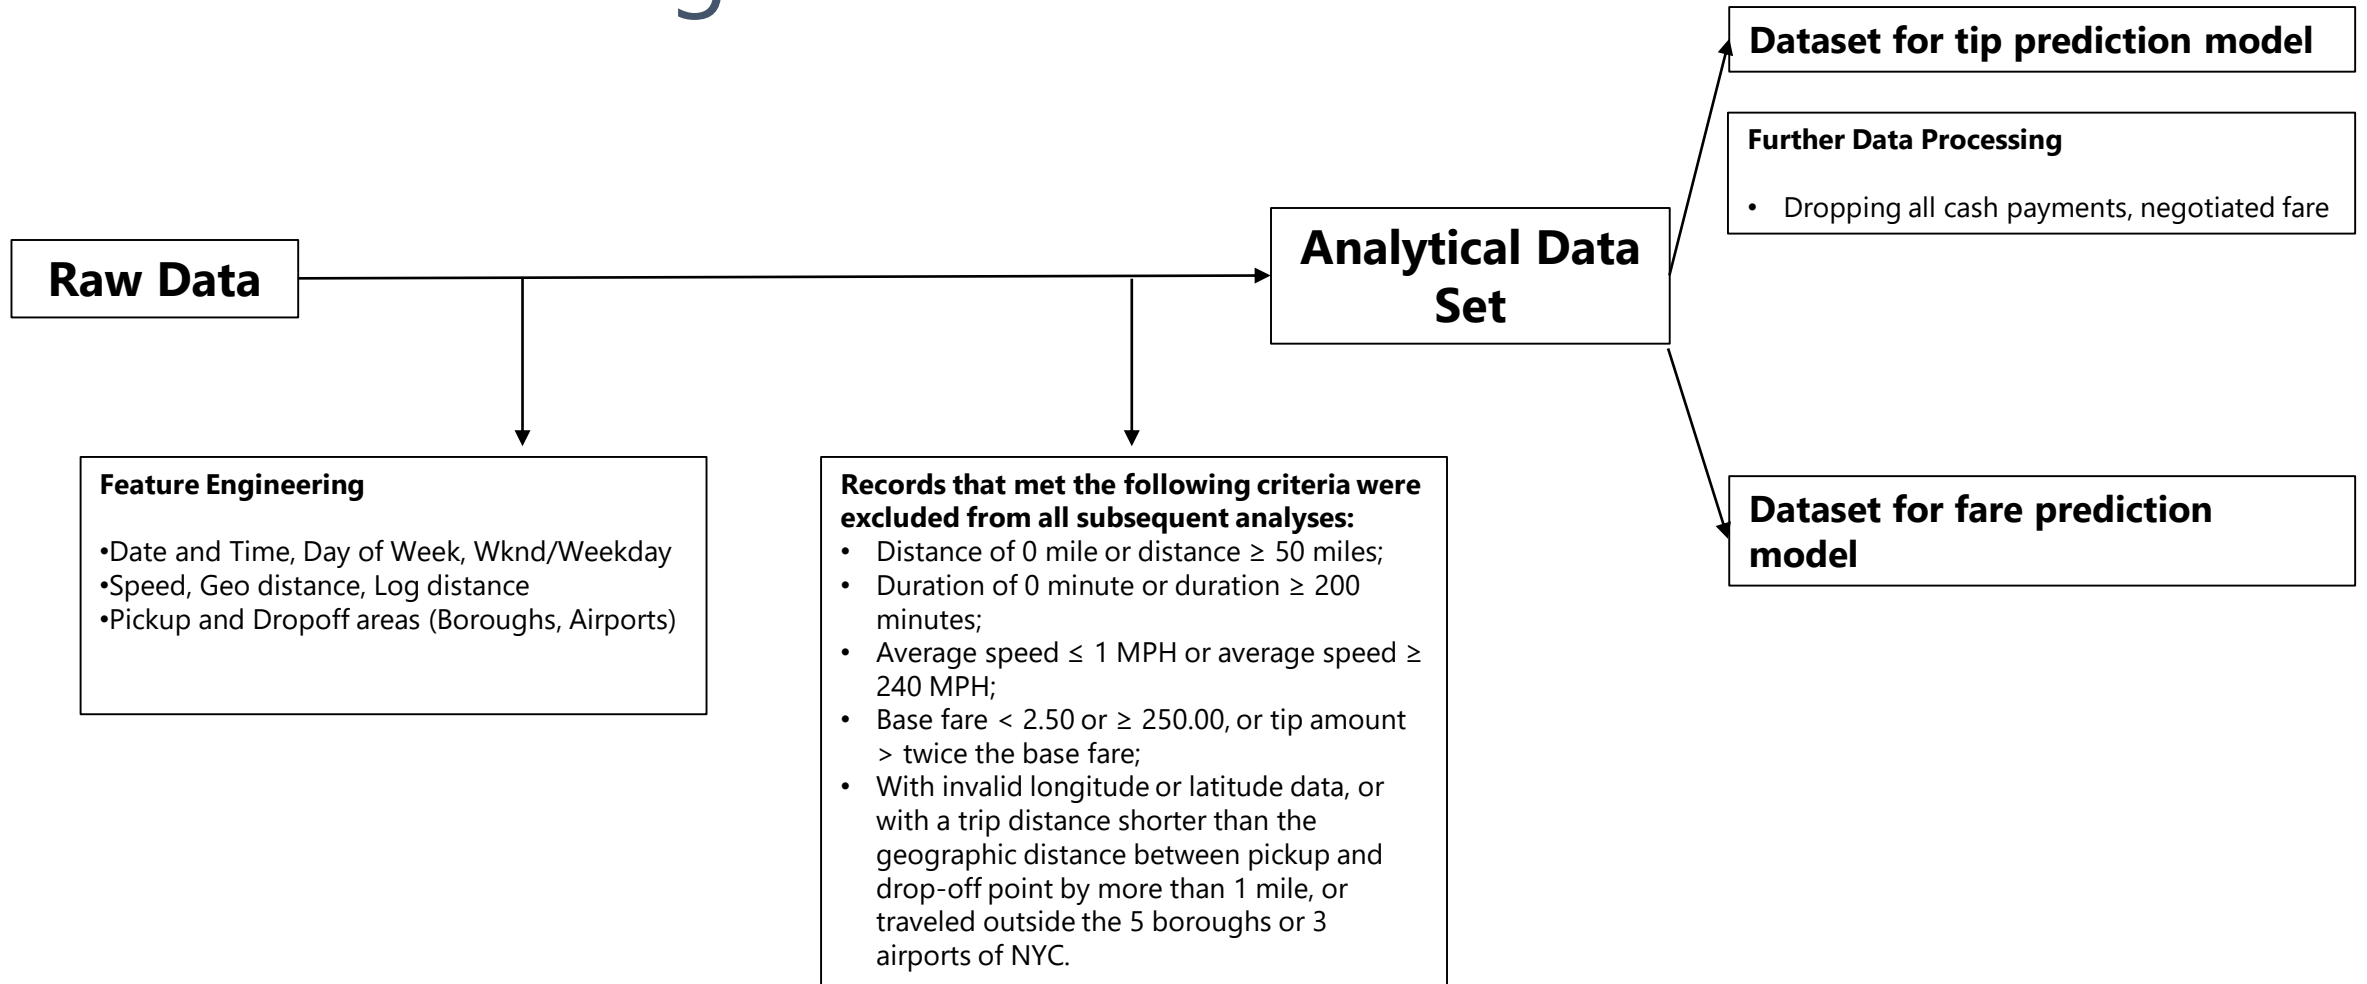 Raw Data
Feature Engineering
•Date and Time, Day of Week, Wknd/Weekday
•Speed, Geo distance, Log distance
•Pickup and Dropoff areas (Boroughs, Airports)
Records that met the following criteria were
excluded from all subsequent analyses:
• Distance of 0 mile or distance ≥ 50 miles;
• Duration of 0 minute or duration ≥ 200
minutes;
• Average speed ≤ 1 MPH or average speed ≥
240 MPH;
• Base fare < 2.50 or ≥ 250.00, or tip amount
> twice the base fare;
• With invalid longitude or latitude data, or
with a trip distance shorter than the
geographic distance between pickup and
drop-off point by more than 1 mile, or
traveled outside the 5 boroughs or 3
airports of NYC.
Analytical Data
Set
Dataset for tip prediction model
Further Data Processing
• Dropping all cash payments, negotiated fare
Dataset for fare prediction
model